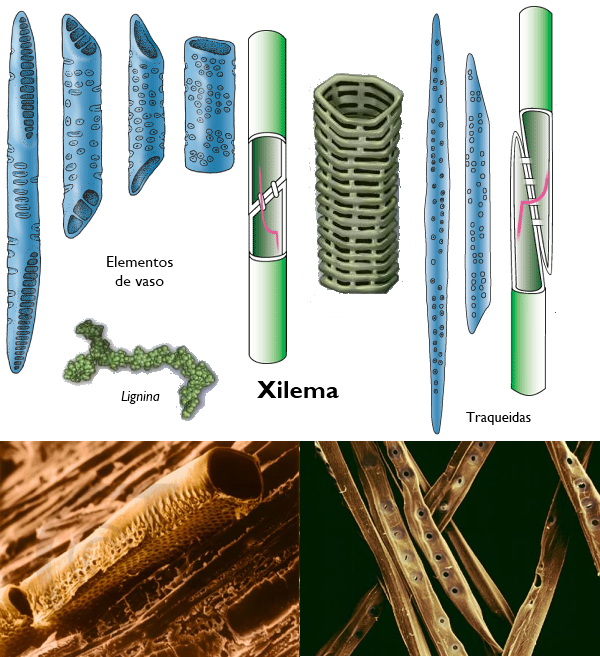 Elementos
de vaso
Lignina
Xilema
Traqueidas